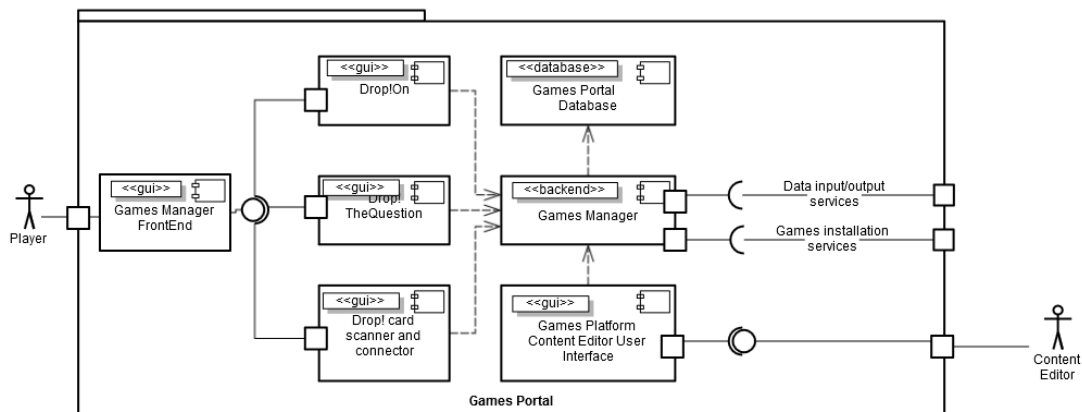 <<gui>>
Drop!On
<<database>>
Games Portal
Database
<<gui>>
Games Manager
FrontEnd
Player
<<gui>>
Drop!
TheQuestion
<<backend>>
Games Manager
Data input/output
services
Games installation
services
<<gui>>
Drop! card
scanner and
connector
<<gui>>
Games Platform
Content Editor User
Interface
Content
Editor
Games Portal